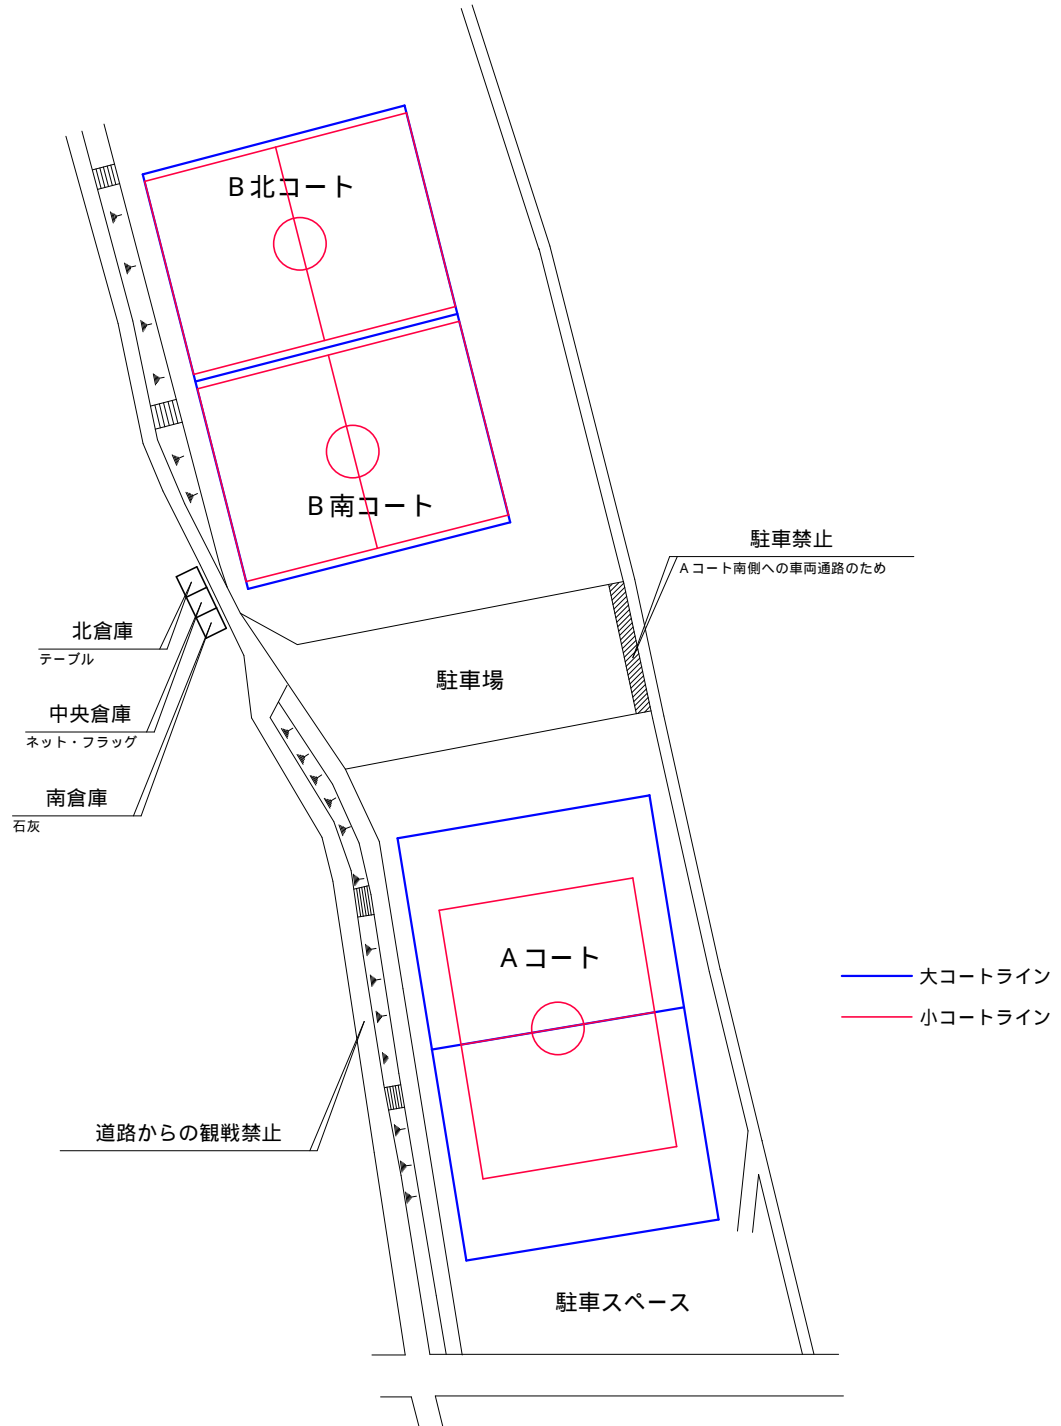 B北コート
B南コート
駐車禁止
Aコート南側への車両通路のため
北倉庫
テーブル
駐車場
中央倉庫
ネット・フラッグ
南倉庫
石灰
Aコート
大コートライン
小コートライン
道路からの観戦禁止
駐車スペース